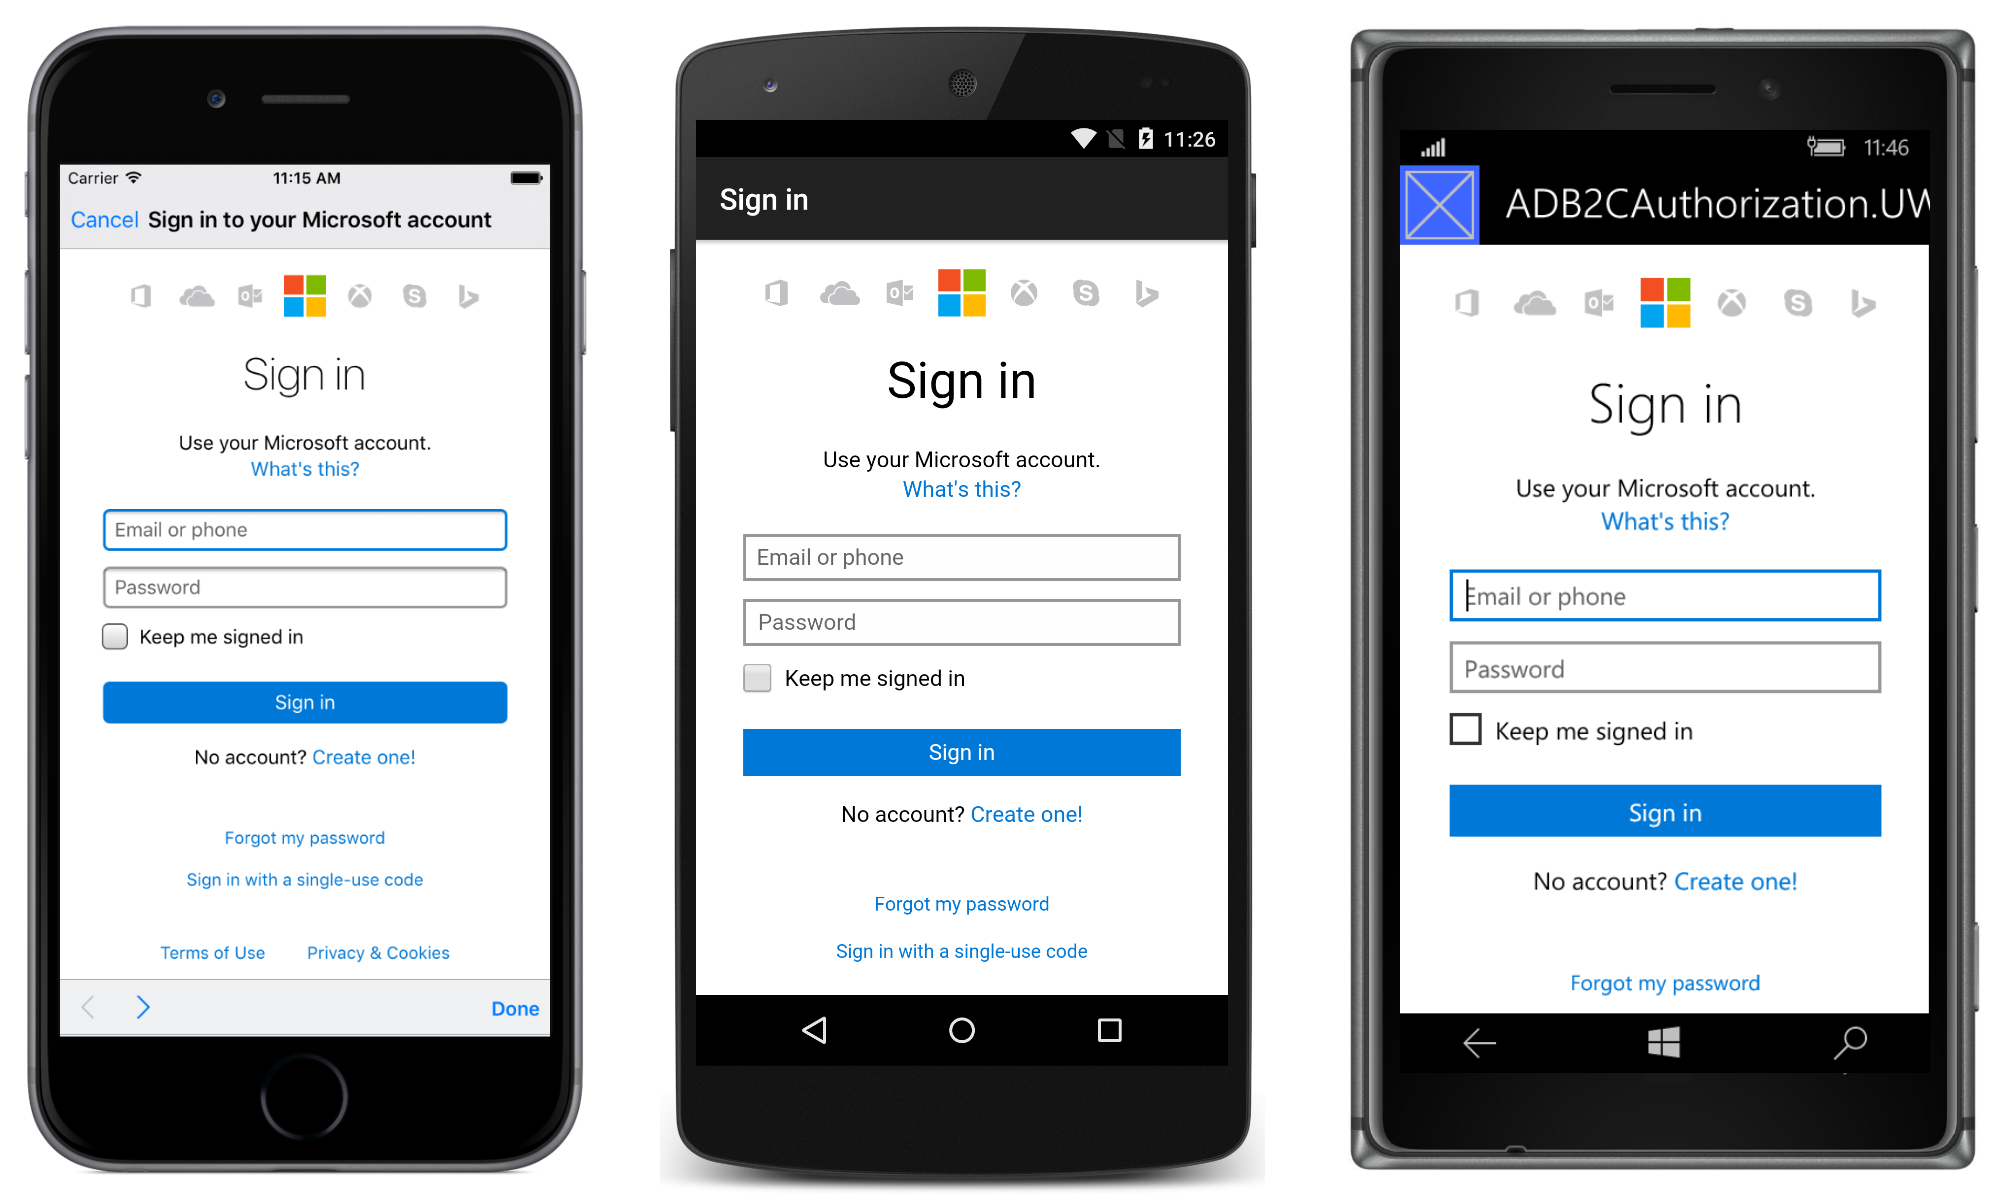 Carrier 11:15 AM
Cancel Sign in to your Microsoft account
Sign in
Use your Microsoft account.
What's this?
Email or phone
Password
Keep me signed in
Sign in
No account? Create one!
Forgot my password
Sign in with a single-use code
Terms of Use Privacy & Cookies
Done
11:26
Sign in
Sign in
Use your Microsoft account.
What's this?
Email or phone
Password
Keep me signed in
Sign in
No account? Create one!
Forgot my password
Sign in with a single-use code
11:46
ADB2CAuthorization.UW
Sign in
Use your Microsoft account.
What's this?
Email or phone
Password
Keep me signed in
Sign in
No account? Create one!
Forgot my password